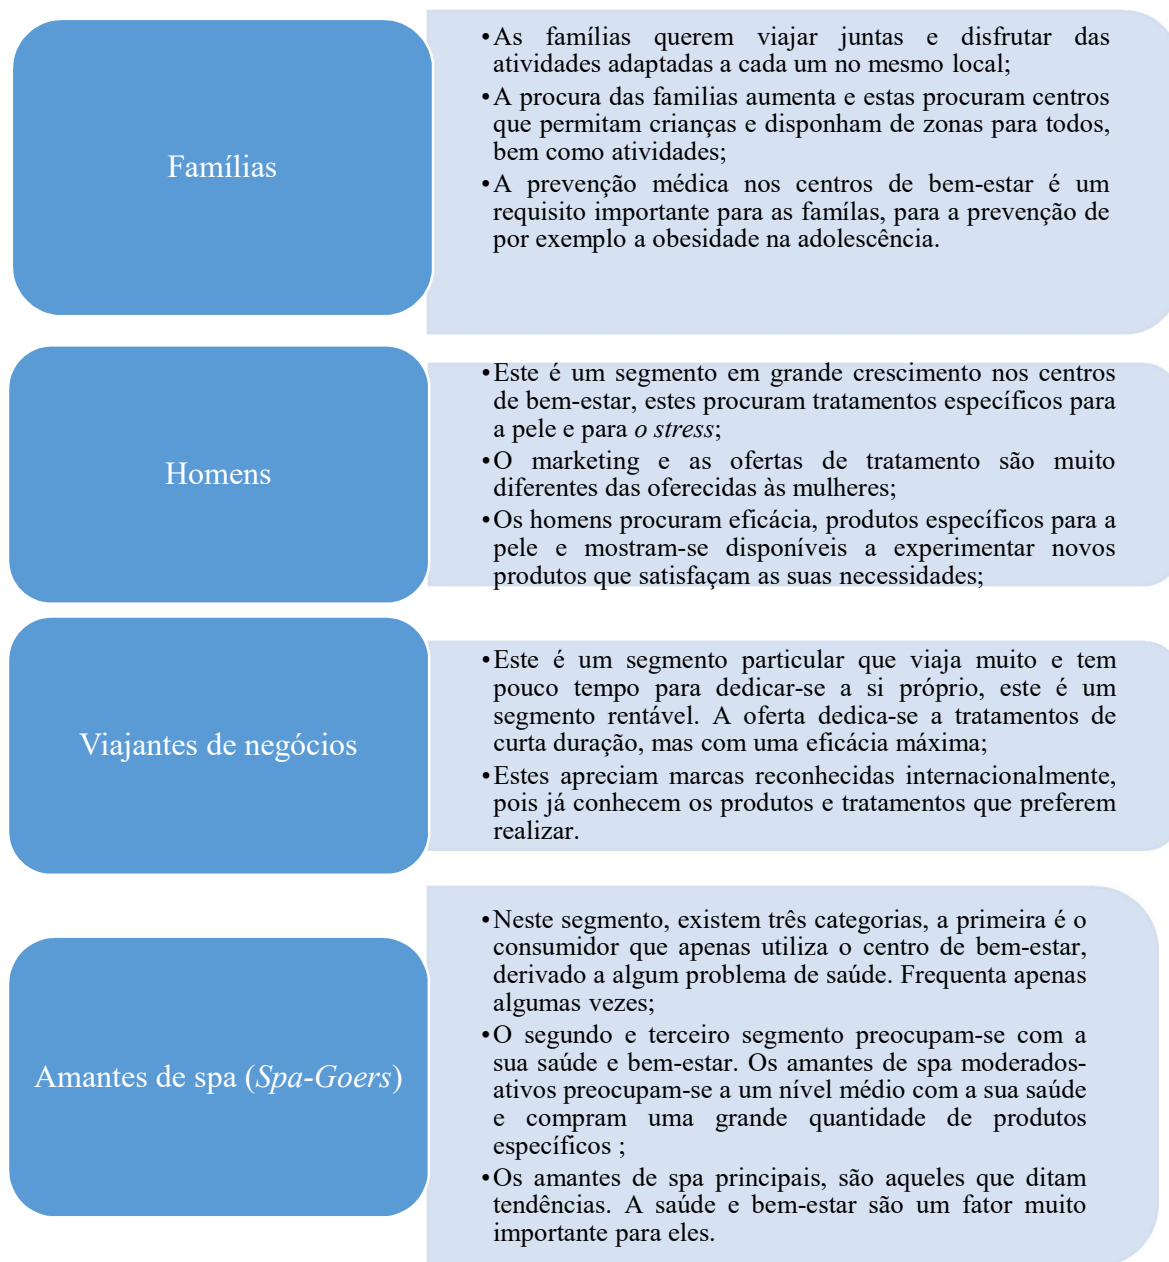 Famílias
•As famílias querem viajar juntas e disfrutar das
atividades adaptadas a cada um no mesmo local;
•A procura das familias aumenta e estas procuram centros
que permitam crianças e disponham de zonas para todos,
bem como atividades;
•A prevenção médica nos centros de bem-estar é um
requisito importante para as famílas, para a prevenção de
por exemplo a obesidade na adolescência.
Homens
•Este é um segmento em grande crescimento nos centros
de bem-estar, estes procuram tratamentos específicos para
a pele e para o stress;
•O marketing e as ofertas de tratamento são muito
diferentes das oferecidas às mulheres;
•Os homens procuram eficácia, produtos específicos para a
pele e mostram-se disponíveis a experimentar novos
produtos que satisfaçam as suas necessidades;
Viajantes de negócios
•Este é um segmento particular que viaja muito e tem
pouco tempo para dedicar-se a si próprio, este é um
segmento rentável. A oferta dedica-se a tratamentos de
curta duração, mas com uma eficácia máxima;
•Estes apreciam marcas reconhecidas internacionalmente,
pois já conhecem os produtos e tratamentos que preferem
realizar.
Amantes de spa (Spa-Goers)
•Neste segmento, existem três categorias, a primeira é o
consumidor que apenas utiliza o centro de bem-estar,
derivado a algum problema de saúde. Frequenta apenas
algumas vezes;
•O segundo e terceiro segmento preocupam-se com a
sua saúde e bem-estar. Os amantes de spa moderados-
ativos preocupam-se a um nível médio com a sua saúde
e compram uma grande quantidade de produtos
específicos ;
•Os amantes de spa principais, são aqueles que ditam
tendências. A saúde e bem-estar são um fator muito
importante para eles.